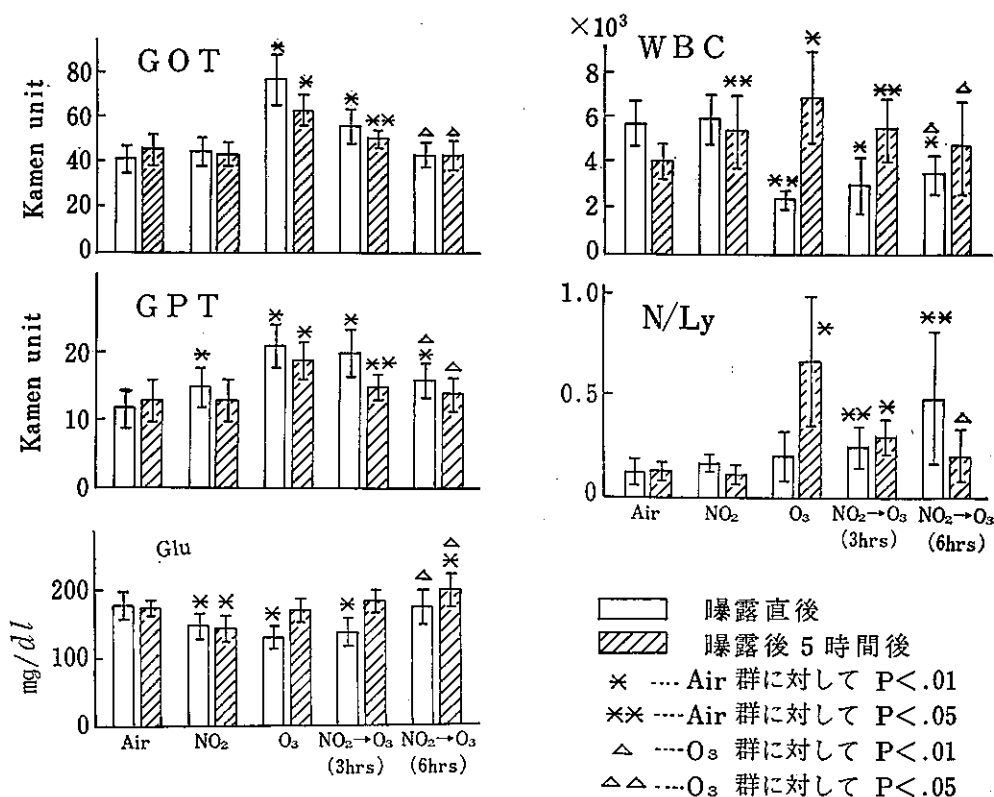 GOT
Kamen unit
80
60
40
20
0
* * * ** △ △
GPT
Kamen unit
20
10
0
* * * * ** △ * △
Glu
mg/dl
200
100
0
* * * * △ △ *
Air NO₂ O₃ NO₂→O₃ (3hrs) NO₂→O₃ (6hrs)
×10³
WBC
8
6
4
2
0
** ** * * ** △ * △
N/Ly
1.0
0.5
0
* ** * ** △
Air NO₂ O₃ NO₂→O₃ (3hrs) NO₂→O₃ (6hrs)
曝露直後
曝露後5時間後
* ---- Air 群に対して P<.01
** ---- Air 群に対して P<.05
△ ---- O₃ 群に対して P<.01
△△ ---- O₃ 群に対して P<.05